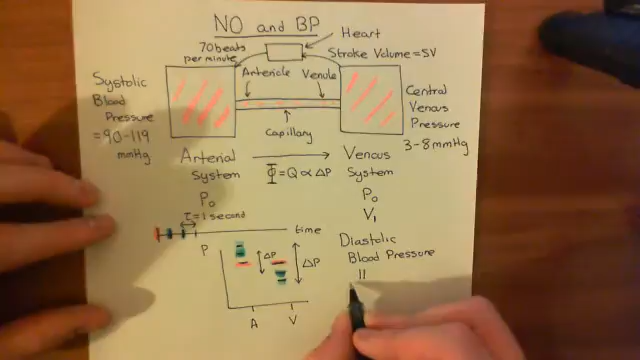 NO and BP
Heart
70 beats
per minute
Stroke Volume = SV
Arteriole Venule
Capillary
Systolic
Blood
Pressure
= 90-119
mmHg
Central
Venous
Pressure
3-8 mmHg
Arterial
System
Φ = Q ∝ ΔP
Venous
System
P₀
P₀
V₁
τ = 1 second
time
P
ΔP
ΔP
A V
Diastolic
Blood Pressure
||